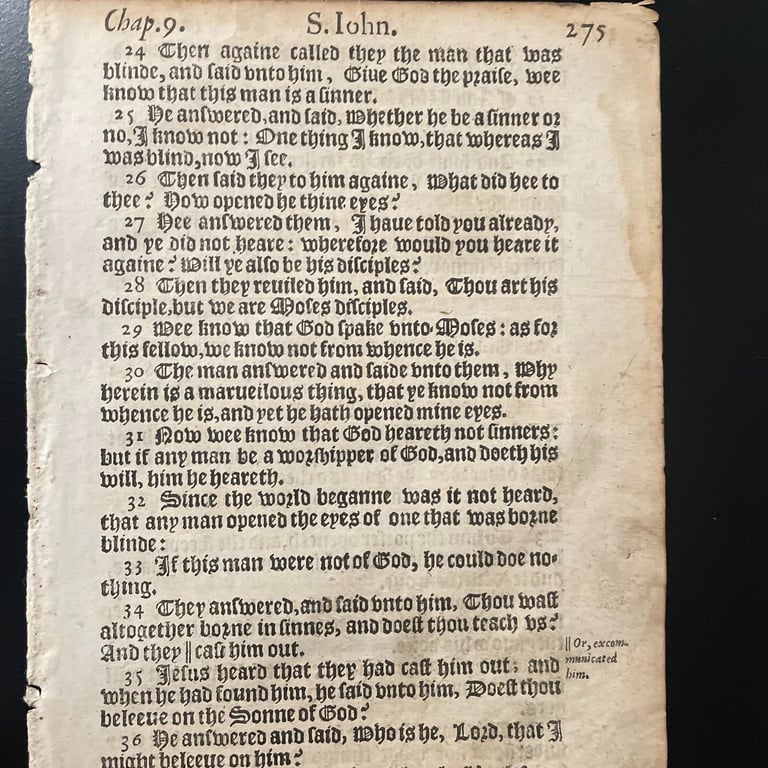 Chap.9. S. Iohn. 275
24 Then againe called they the man that was
blinde, and said vnto him, Giue God the praise, wee
know that this man is a sinner.
25 He answered, and said, Whether he be a sinner or
no, I know not: One thing I know, that whereas I
was blind, now I see.
26 Then said they to him againe, What did hee to
thee? How opened he thine eyes?
27 Hee answered them, I haue told you already,
and ye did not heare: wherefore would you heare it
againe? Will ye also be his disciples?
28 Then they reuiled him, and said, Thou art his
disciple, but we are Moses disciples.
29 Wee know that God spake vnto Moses: as for
this fellow, we know not from whence he is.
30 The man answered and saide vnto them, Why
herein is a marueilous thing, that ye know not from
whence he is, and yet he hath opened mine eyes.
31 Now wee know that God heareth not sinners:
but if any man be a worshipper of God, and doeth his
will, him he heareth.
32 Since the world beganne was it not heard,
that any man opened the eyes of one that was borne
blinde:
33 If this man were not of God, he could doe no-
thing.
34 They answered, and said vnto him, Thou wast
altogether borne in sinnes, and doest thou teach vs?
And they || cast him out.
|| Or, excom-
municated
him.
35 Jesus heard that they had cast him out; and
when he had found him, he said vnto him, Doest thou
beleeue on the Sonne of God?
36 He answered and said, Who is he, Lord, that I
might beleeue on him?